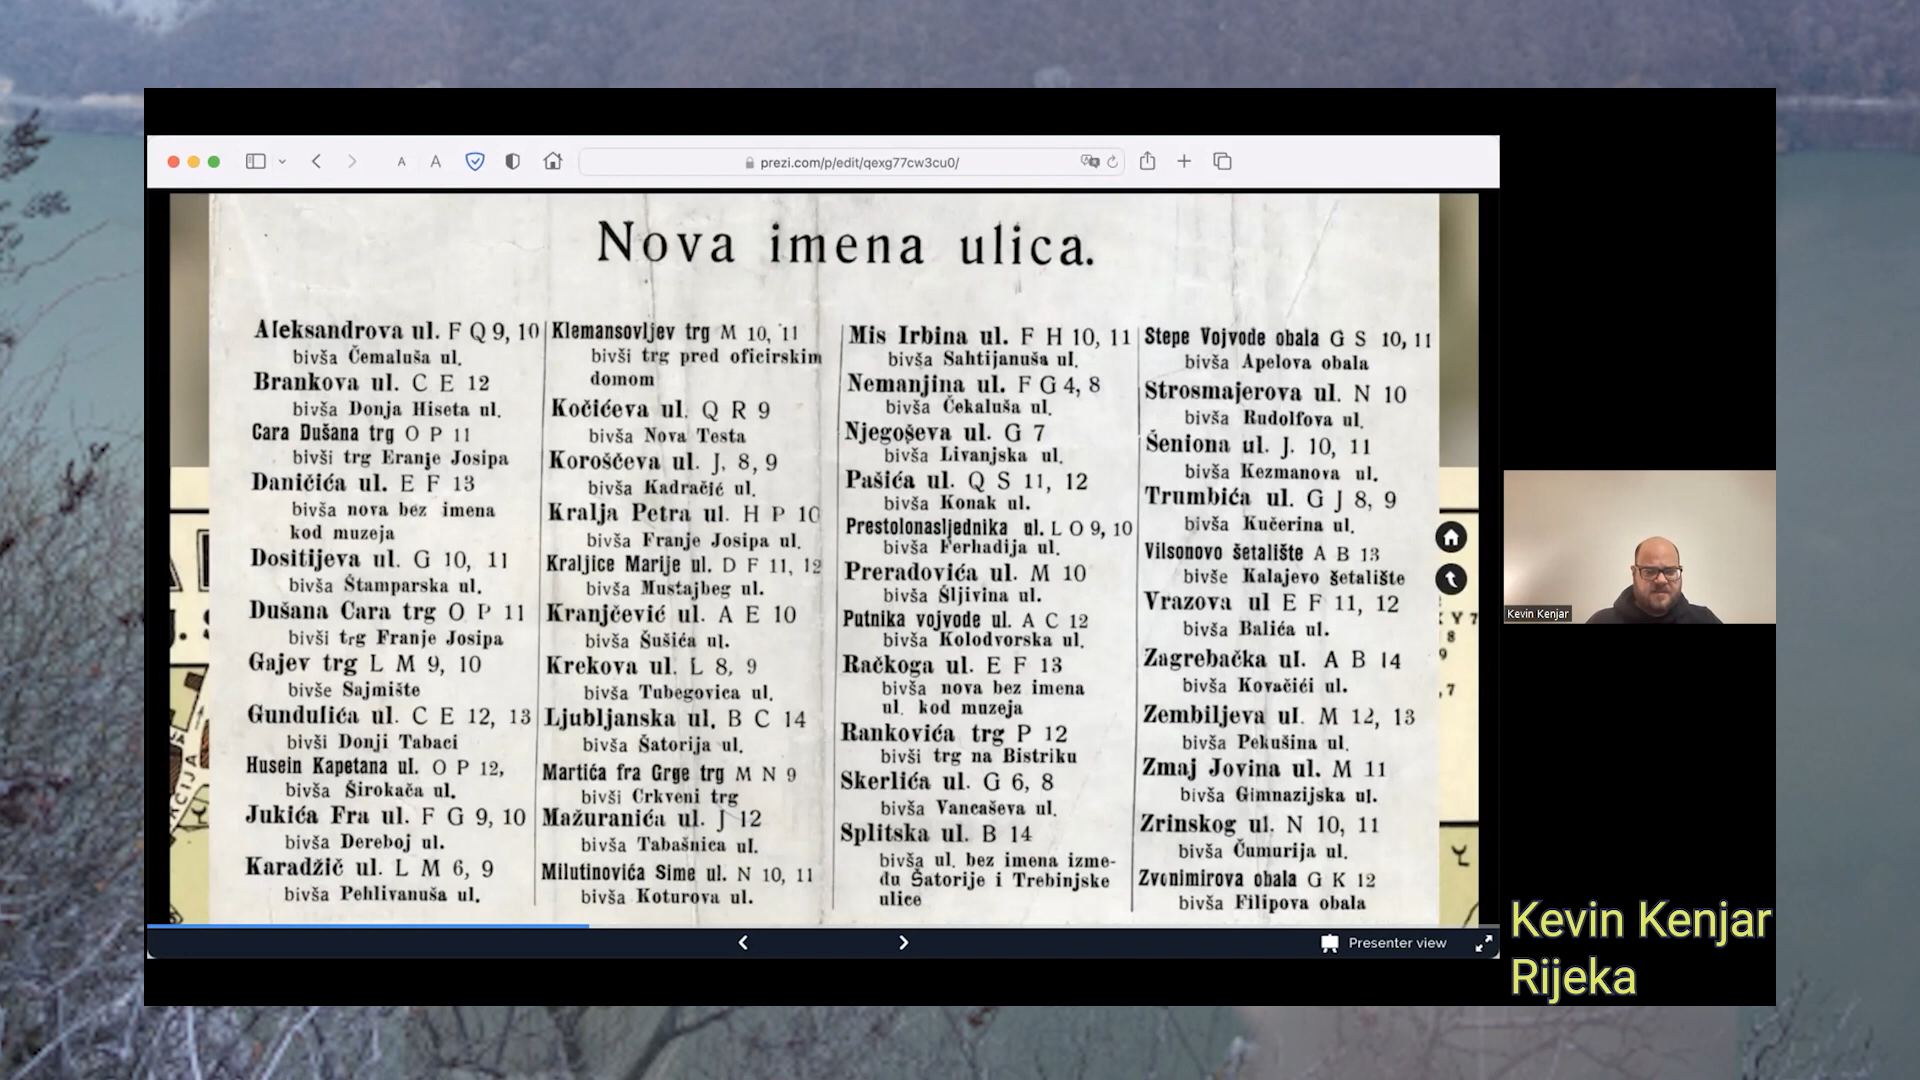 A A prezi.com/p/edit/qexg77cw3cu0/
Nova imena ulica.
Aleksandrova ul. F Q 9, 10
bivša Čemaluša ul.
Brankova ul. C E 12
bivša Donja Hiseta ul.
Cara Dušana trg O P 11
bivši trg Eranje Josipa
Daničića ul. E F 13
bivša nova bez imena
kod muzeja
Dositijeva ul. G 10, 11
bivša Štamparska ul.
Dušana Cara trg O P 11
bivši trg Franje Josipa
Gajev trg L M 9, 10
bivše Sajmište
Gundulića ul. C E 12, 13
bivši Donji Tabaci
Husein Kapetana ul. O P 12,
bivša Širokača ul.
Jukića Fra ul. F G 9, 10
bivša Dereboj ul.
Karadžič ul. L M 6, 9
bivša Pehlivanuša ul.
Klemansovljev trg M 10, 11
bivši trg pred oficirskim
domom
Kočićeva ul. Q R 9
bivša Nova Testa
Koroščeva ul. J, 8, 9
bivša Kadračić ul.
Kralja Petra ul. H P 10
bivša Franje Josipa ul.
Kraljice Marije ul. D F 11, 12
bivša Mustajbeg ul.
Kranjčević ul. A E 10
bivša Šušića ul.
Krekova ul. L 8, 9
bivša Tubegovica ul.
Ljubljanska ul. B C 14
bivša Šatorija ul.
Martića fra Grge trg M N 9
bivši Crkveni trg
Mažuranića ul. J 12
bivša Tabašnica ul.
Milutinovića Sime ul. N 10, 11
bivša Koturova ul.
Mis Irbina ul. F H 10, 11
bivša Sahtijanuša ul.
Nemanjina ul. F G 4, 8
bivša Čekaluša ul.
Njegoševa ul. G 7
bivša Livanjska ul.
Pašića ul. Q S 11, 12
bivša Konak ul.
Prestolonasljednika ul. L O 9, 10
bivša Ferhadija ul.
Preradovića ul. M 10
bivša Šljivina ul.
Putnika vojvode ul. A C 12
bivša Kolodvorska ul.
Račkoga ul. E F 13
bivša nova bez imena
ul. kod muzeja
Rankovića trg P 12
bivši trg na Bistriku
Skerlića ul. G 6, 8
bivša Vancaševa ul.
Splitska ul. B 14
bivša ul. bez imena izme-
đu Šatorije i Trebinjske
ulice
Stepe Vojvode obala G S 10, 11
bivša Apelova obala
Strosmajerova ul. N 10
bivša Rudolfova ul.
Šeniona ul. J. 10, 11
bivša Kezmanova ul.
Trumbića ul. G J 8, 9
bivša Kučerina ul.
Vilsonovo šetalište A B 13
bivše Kalajevo šetalište
Vrazova ul E F 11, 12
bivša Balića ul.
Zagrebačka ul. A B 14
bivša Kovačići ul.
Zembiljeva ul. M 12, 13
bivša Pekušina ul.
Zmaj Jovina ul. M 11
bivša Gimnazijska ul.
Zrinskog ul. N 10, 11
bivša Čumurija ul.
Zvonimirova obala G K 12
bivša Filipova obala
Presenter view
Kevin Kenjar
Kevin Kenjar
Rijeka